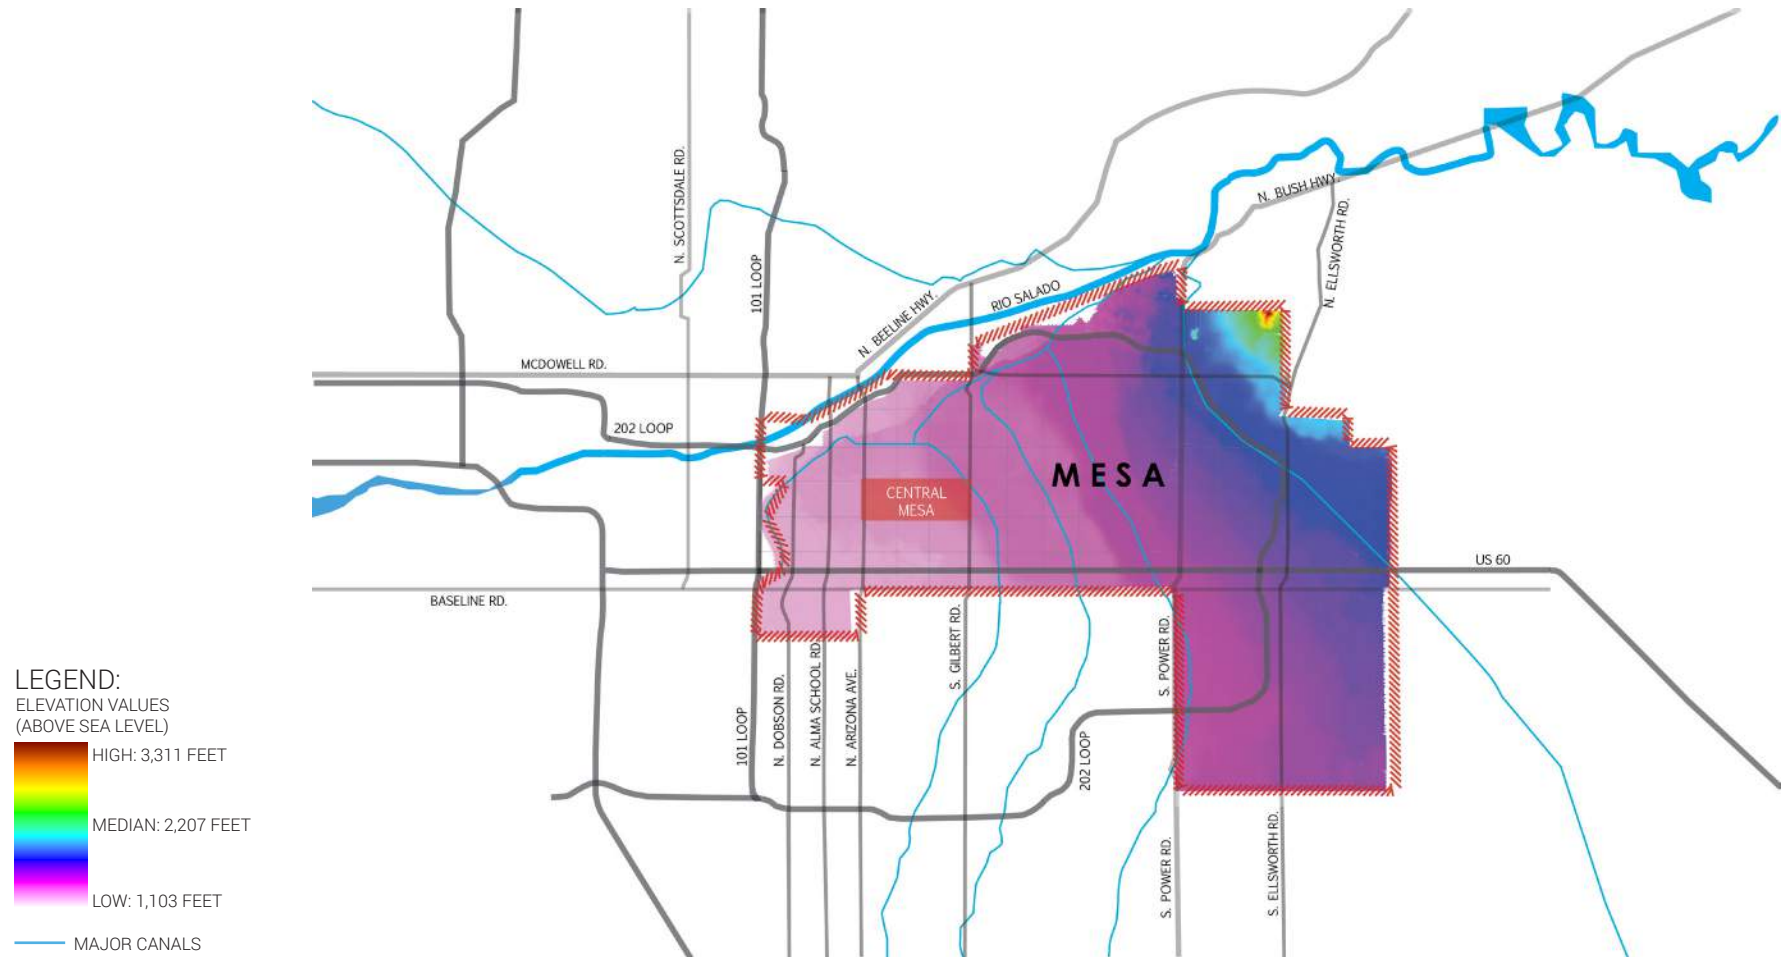 N. SCOTTSDALE RD.
101 LOOP
N. BEELINE HWY.
RIO SALADO
N. BUSH HWY.
N. ELLSWORTH RD.
MCDOWELL RD.
202 LOOP
CENTRAL
MESA
MESA
US 60
BASELINE RD.
101 LOOP
N. DOBSON RD.
N. ALMA SCHOOL RD.
N. ARIZONA AVE.
S. GILBERT RD.
S. POWER RD.
202 LOOP
S. POWER RD.
S. ELLSWORTH RD.
LEGEND:
ELEVATION VALUES
(ABOVE SEA LEVEL)
HIGH: 3,311 FEET
MEDIAN: 2,207 FEET
LOW: 1,103 FEET
MAJOR CANALS